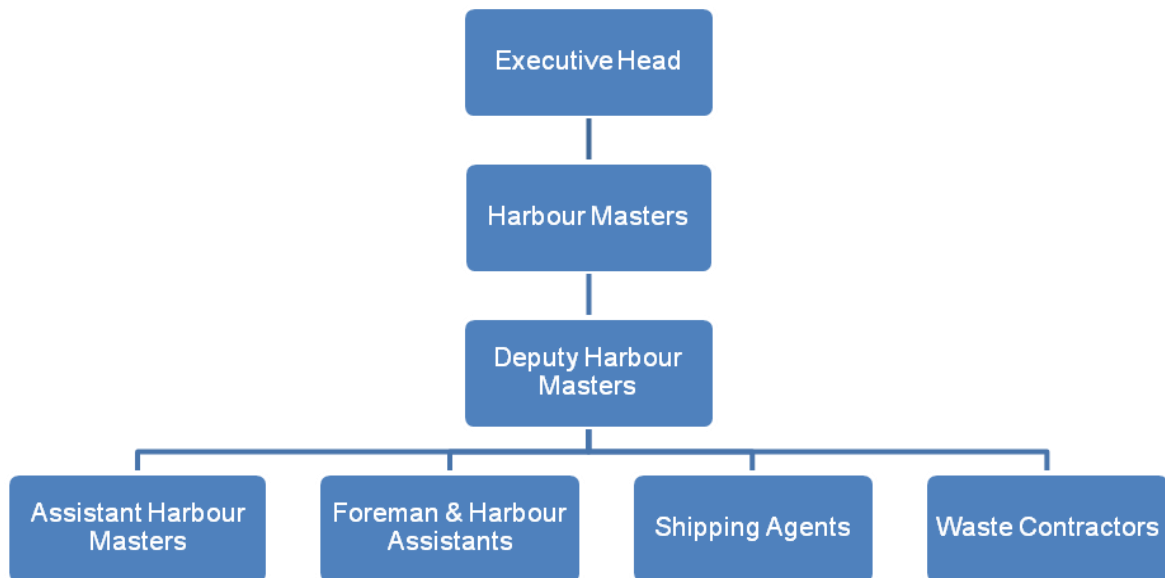 Executive Head
Harbour Masters
Deputy Harbour
Masters
Assistant Harbour
Masters
Foreman & Harbour
Assistants
Shipping Agents
Waste Contractors